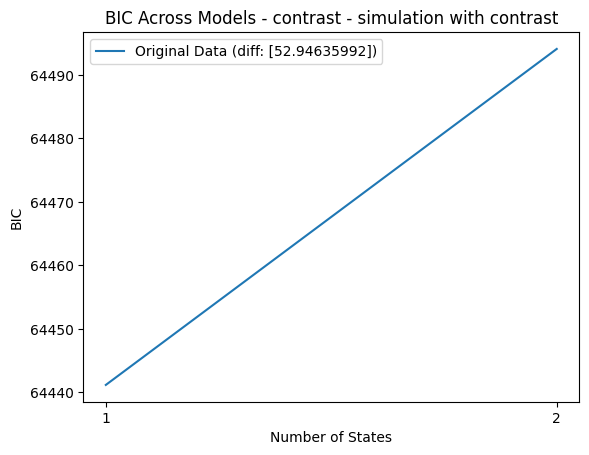 BIC Across Models - contrast - simulation with contrast
Original Data (diff: [52.94635992])
64490
64480
64470
64460
64450
64440
BIC
1
2
Number of States